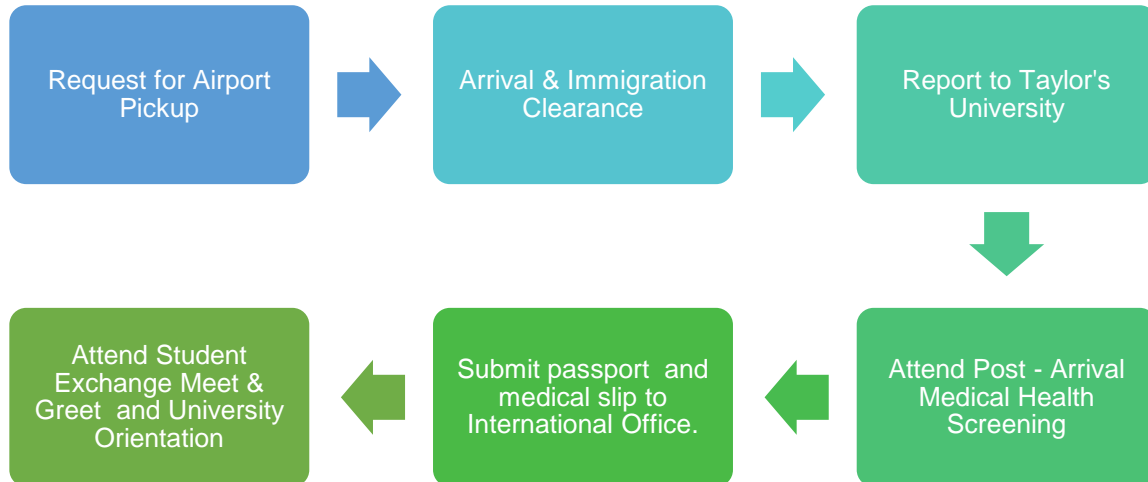 Request for Airport
Pickup
Arrival & Immigration
Clearance
Report to Taylor's
University
Attend Post - Arrival
Medical Health
Screening
Submit passport  and
medical slip to
International Office.
Attend Student
Exchange Meet &
Greet  and University
Orientation